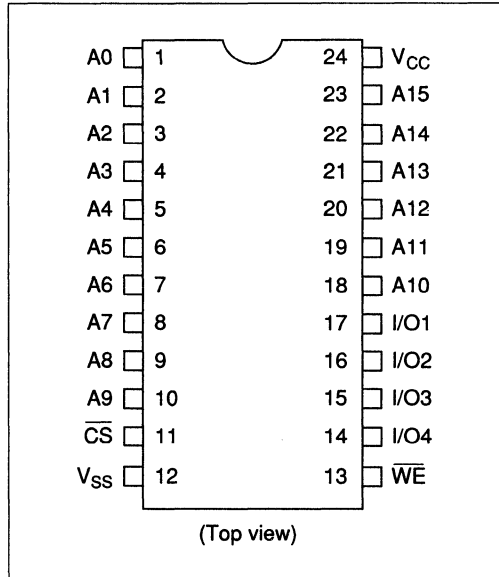 A0 1 24 VCC
A1 2 23 A15
A2 3 22 A14
A3 4 21 A13
A4 5 20 A12
A5 6 19 A11
A6 7 18 A10
A7 8 17 I/O1
A8 9 16 I/O2
A9 10 15 I/O3
C̅S̅ 11 14 I/O4
VSS 12 13 W̅E̅
(Top view)